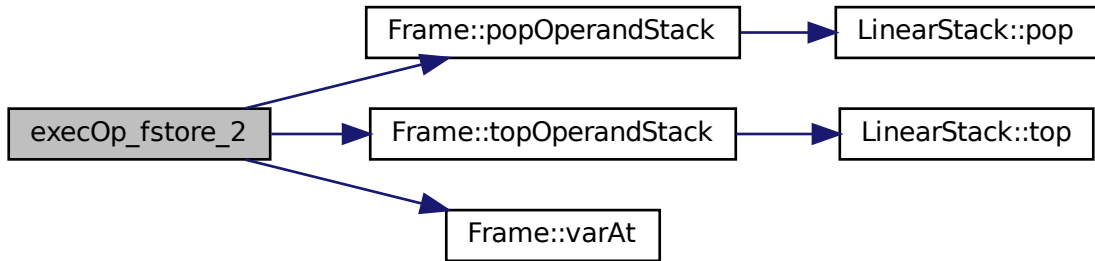 Frame::popOperandStack
LinearStack::pop
execOp_fstore_2
Frame::topOperandStack
LinearStack::top
Frame::varAt